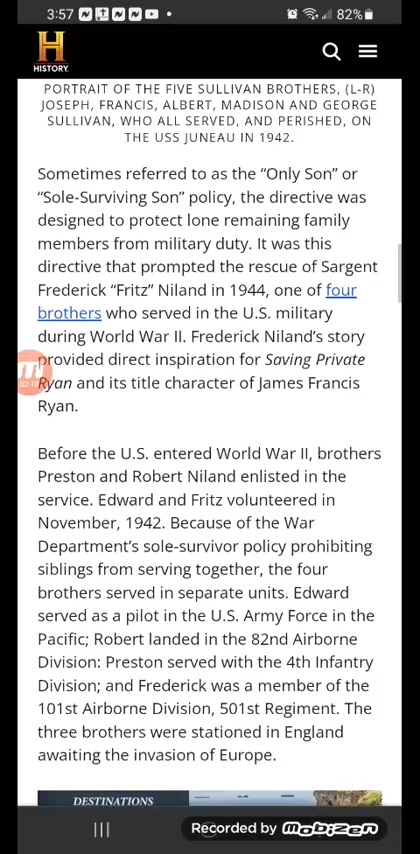 3:57
82%
H
HISTORY
PORTRAIT OF THE FIVE SULLIVAN BROTHERS, (L-R)
JOSEPH, FRANCIS, ALBERT, MADISON AND GEORGE
SULLIVAN, WHO ALL SERVED, AND PERISHED, ON
THE USS JUNEAU IN 1942.
Sometimes referred to as the “Only Son” or
“Sole-Surviving Son” policy, the directive was
designed to protect lone remaining family
members from military duty. It was this
directive that prompted the rescue of Sargent
Frederick “Fritz” Niland in 1944, one of four
brothers who served in the U.S. military
during World War II. Frederick Niland’s story
provided direct inspiration for Saving Private
Ryan and its title character of James Francis
Ryan.
Before the U.S. entered World War II, brothers
Preston and Robert Niland enlisted in the
service. Edward and Fritz volunteered in
November, 1942. Because of the War
Department’s sole-survivor policy prohibiting
siblings from serving together, the four
brothers served in separate units. Edward
served as a pilot in the U.S. Army Force in the
Pacific; Robert landed in the 82nd Airborne
Division: Preston served with the 4th Infantry
Division; and Frederick was a member of the
101st Airborne Division, 501st Regiment. The
three brothers were stationed in England
awaiting the invasion of Europe.
DESTINATIONS
Recorded by mobizen